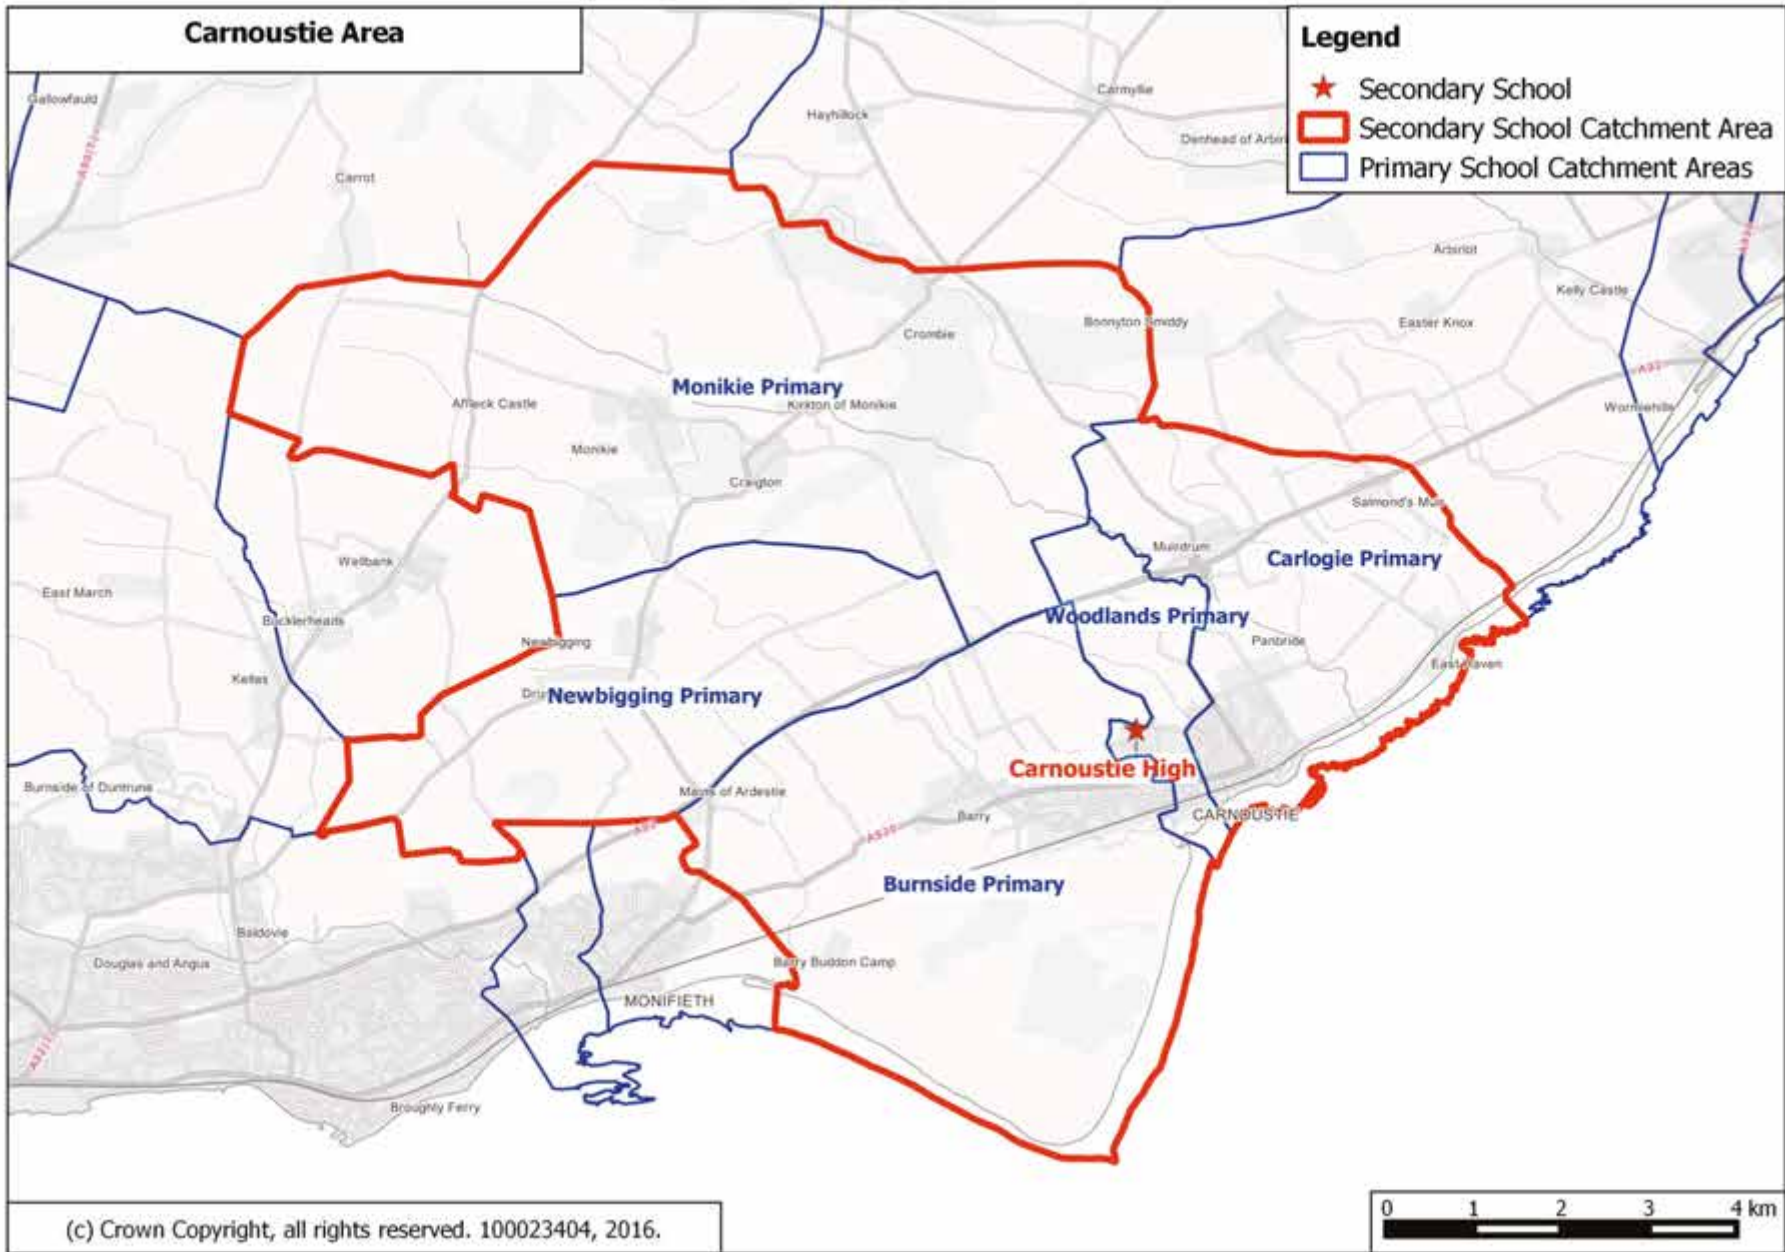 Carnoustie Area
Legend
Secondary School
Secondary School Catchment Area
Primary School Catchment Areas
Gallowfauld
Carmyllie
Hayhillock
Denhead of
Carrot
Arbirlot
Kelly Castle
Bonnyton Smiddy
Easter Knox
Crombie
Monikie Primary
Kirkton of Monikie
Affleck Castle
Wormiehills
Monikie
Craigton
Salmond's Muir
Muirdrum
Carlogie Primary
Wellbank
East March
Bucklerheads
Woodlands Primary
Newbigging
Panbride
East Haven
Kellas
Newbigging Primary
Carnoustie High
Burnside of Duntrune
Mains of Ardestie
Barry
CARNOUSTIE
A92
A930
Burnside Primary
Baldovie
Douglas and Angus
Barry Buddon Camp
MONIFIETH
Broughty Ferry
(c) Crown Copyright, all rights reserved. 100023404, 2016.
0 1 2 3 4 km